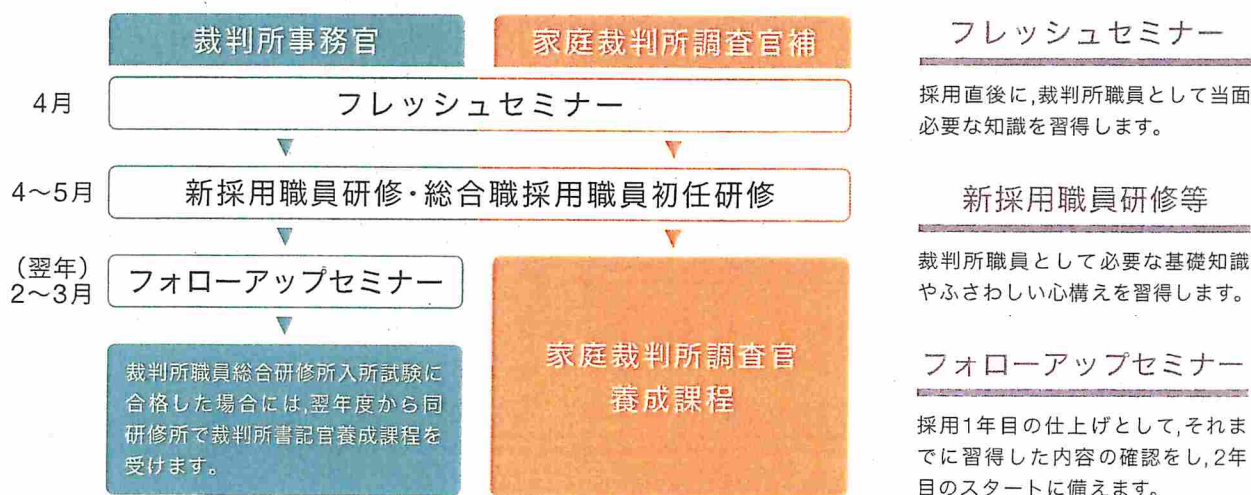 裁判所事務官
家庭裁判所調査官補
4月
フレッシュセミナー
4～5月
新採用職員研修・総合職採用職員初任研修
(翌年)
2～3月
フォローアップセミナー
裁判所職員総合研修所入所試験に
合格した場合には,翌年度から同
研修所で裁判所書記官養成課程を
受けます。
家庭裁判所調査官
養成課程
フレッシュセミナー
採用直後に,裁判所職員として当面
必要な知識を習得します。
新採用職員研修等
裁判所職員として必要な基礎知識
やふさわしい心構えを習得します。
フォローアップセミナー
採用1年目の仕上げとして,それま
でに習得した内容の確認をし,2年
目のスタートに備えます。